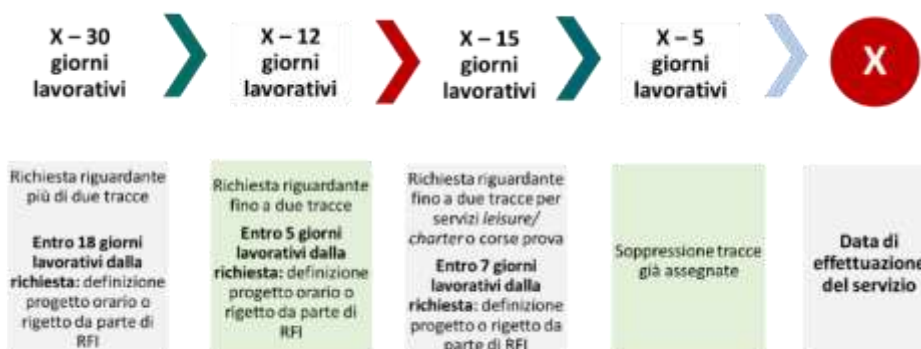 X – 30
giorni
lavorativi
X – 12
giorni
lavorativi
X – 15
giorni
lavorativi
X – 5
giorni
lavorativi
X
Richiesta riguardante
più di due tracce
Entro 18 giorni
lavorativi dalla
richiesta: definizione
progetto orario o
rigetto da parte di
RFI
Richiesta riguardante
fino a due tracce
Entro 5 giorni
lavorativi dalla
richiesta: definizione
progetto orario o
rigetto da parte di
RFI
Richiesta riguardante
fino a due tracce per
servizi leisure/
charter o corse prova
Entro 7 giorni
lavorativi dalla
richiesta: definizione
progetto o rigetto da
parte di RFI
Soppressione tracce
già assegnate
Data di
effettuazione
del servizio